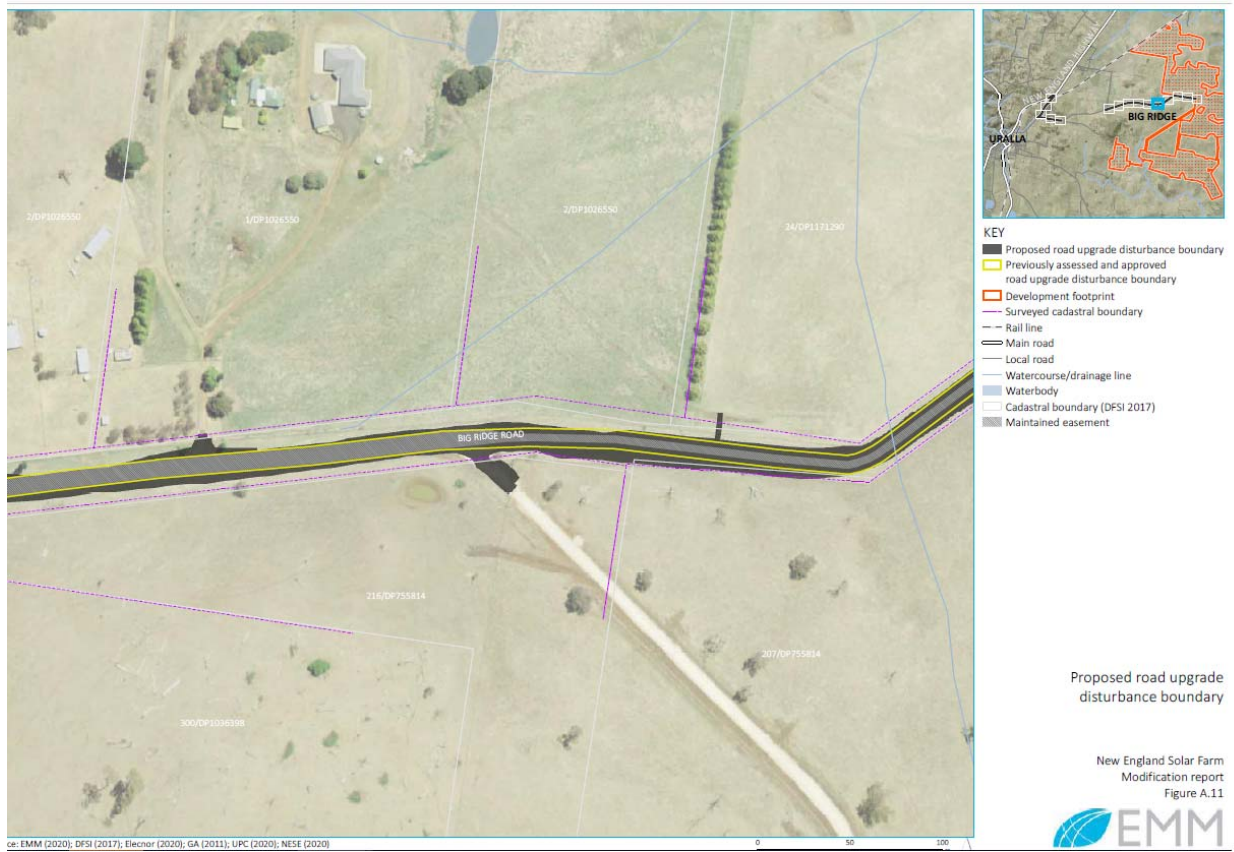 2/DP1026550
1/DP1026550
2/DP1026550
24/DP1171290
BIG RIDGE ROAD
216/DP755814
207/DP755814
300/DP1036398
URALLA
BIG RIDGE
KEY
Proposed road upgrade disturbance boundary
Previously assessed and approved
road upgrade disturbance boundary
Development footprint
Surveyed cadastral boundary
Rail line
Main road
Local road
Watercourse/drainage line
Waterbody
Cadastral boundary (DFSI 2017)
Maintained easement
Proposed road upgrade
disturbance boundary
New England Solar Farm
Modification report
Figure A.11
EMM
ce: EMM (2020); DFSI (2017); Elecnor (2020); GA (2011); UPC (2020); NESE (2020)
0 50 100